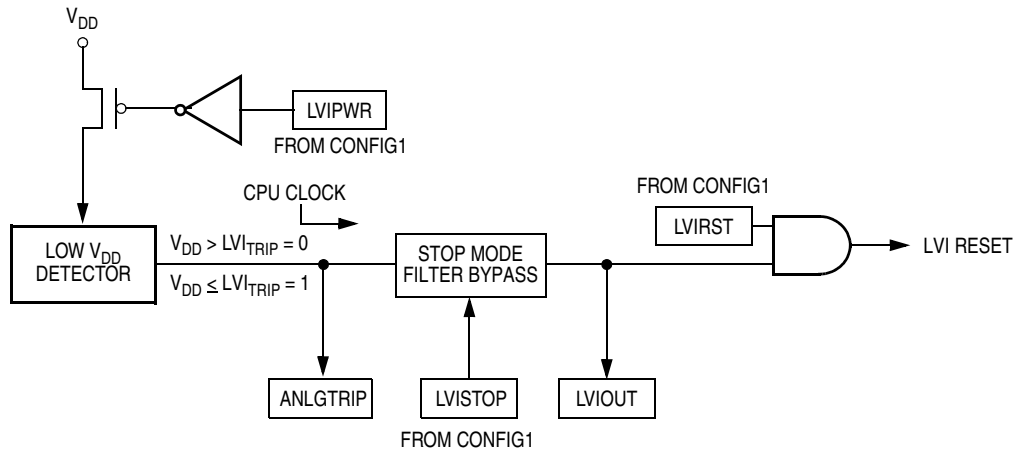 VDD
LVIPWR
FROM CONFIG1
CPU CLOCK
FROM CONFIG1
LVIRST
LOW VDD
DETECTOR
VDD > LVITRIP = 0
VDD ≤ LVITRIP = 1
STOP MODE
FILTER BYPASS
LVI RESET
ANLGTRIP
LVISTOP
LVIOUT
FROM CONFIG1